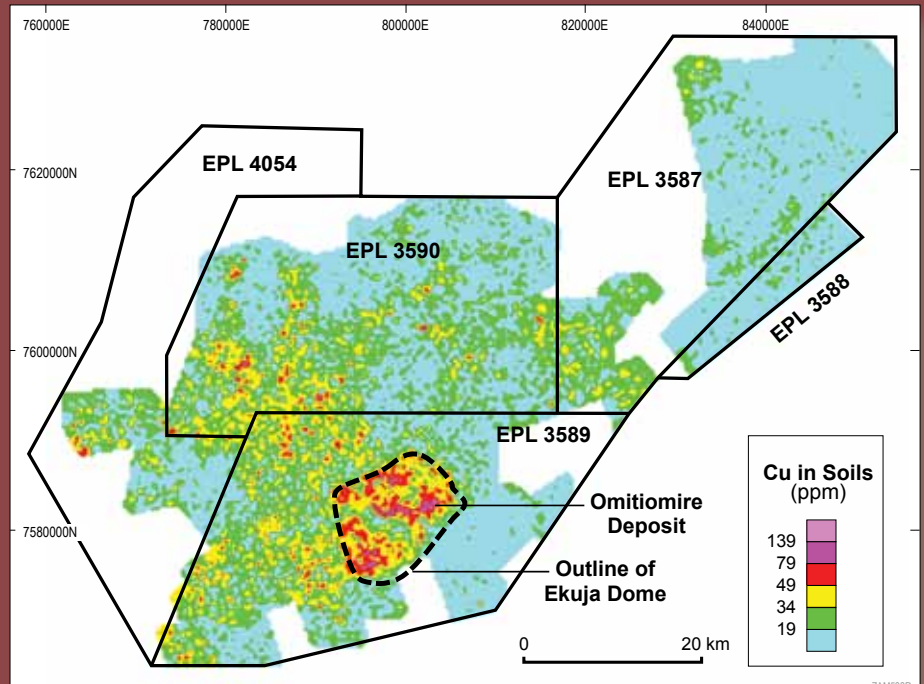 760000E
780000E
800000E
820000E
840000E
7620000N
7600000N
7580000N
EPL 4054
EPL 3587
EPL 3590
EPL 3588
EPL 3589
Omitiomire
Deposit
Outline of
Ekuja Dome
0
20 km
Cu in Soils
(ppm)
139
79
49
34
19